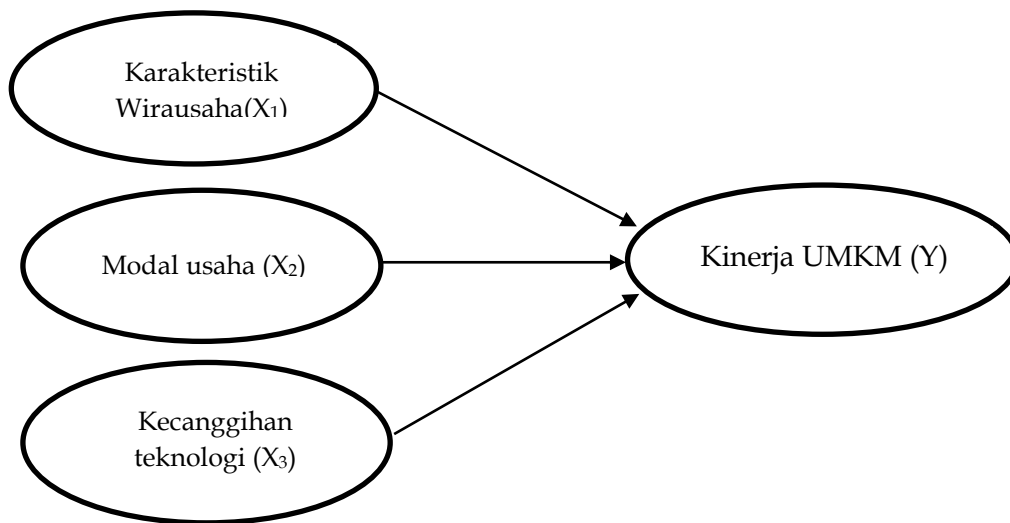 Karakteristik
Wirausaha(X₁)
Modal usaha (X₂)
Kinerja UMKM (Y)
Kecanggihan
teknologi (X₃)